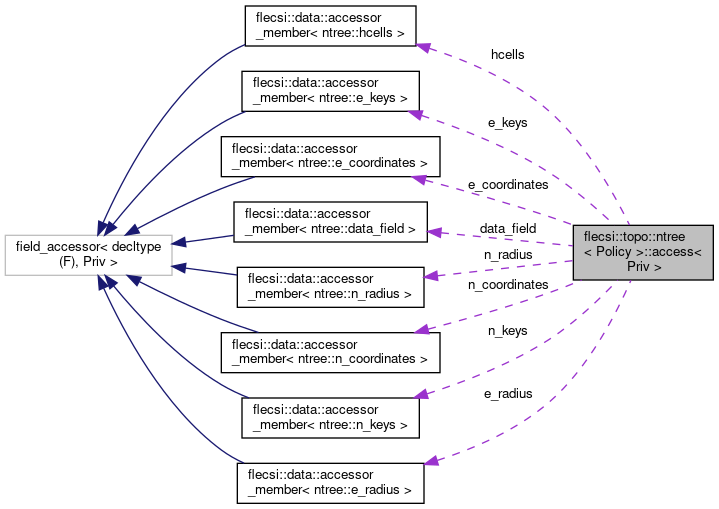 flecsi::data::accessor
_member< ntree::hcells >
hcells
flecsi::data::accessor
_member< ntree::e_keys >
e_keys
flecsi::data::accessor
_member< ntree::e_coordinates >
e_coordinates
flecsi::data::accessor
_member< ntree::data_field >
data_field
field_accessor< decltype
(F), Priv >
flecsi::topo::ntree
< Policy >::access<
Priv >
n_radius
flecsi::data::accessor
_member< ntree::n_radius >
n_coordinates
flecsi::data::accessor
_member< ntree::n_coordinates >
n_keys
flecsi::data::accessor
_member< ntree::n_keys >
e_radius
flecsi::data::accessor
_member< ntree::e_radius >